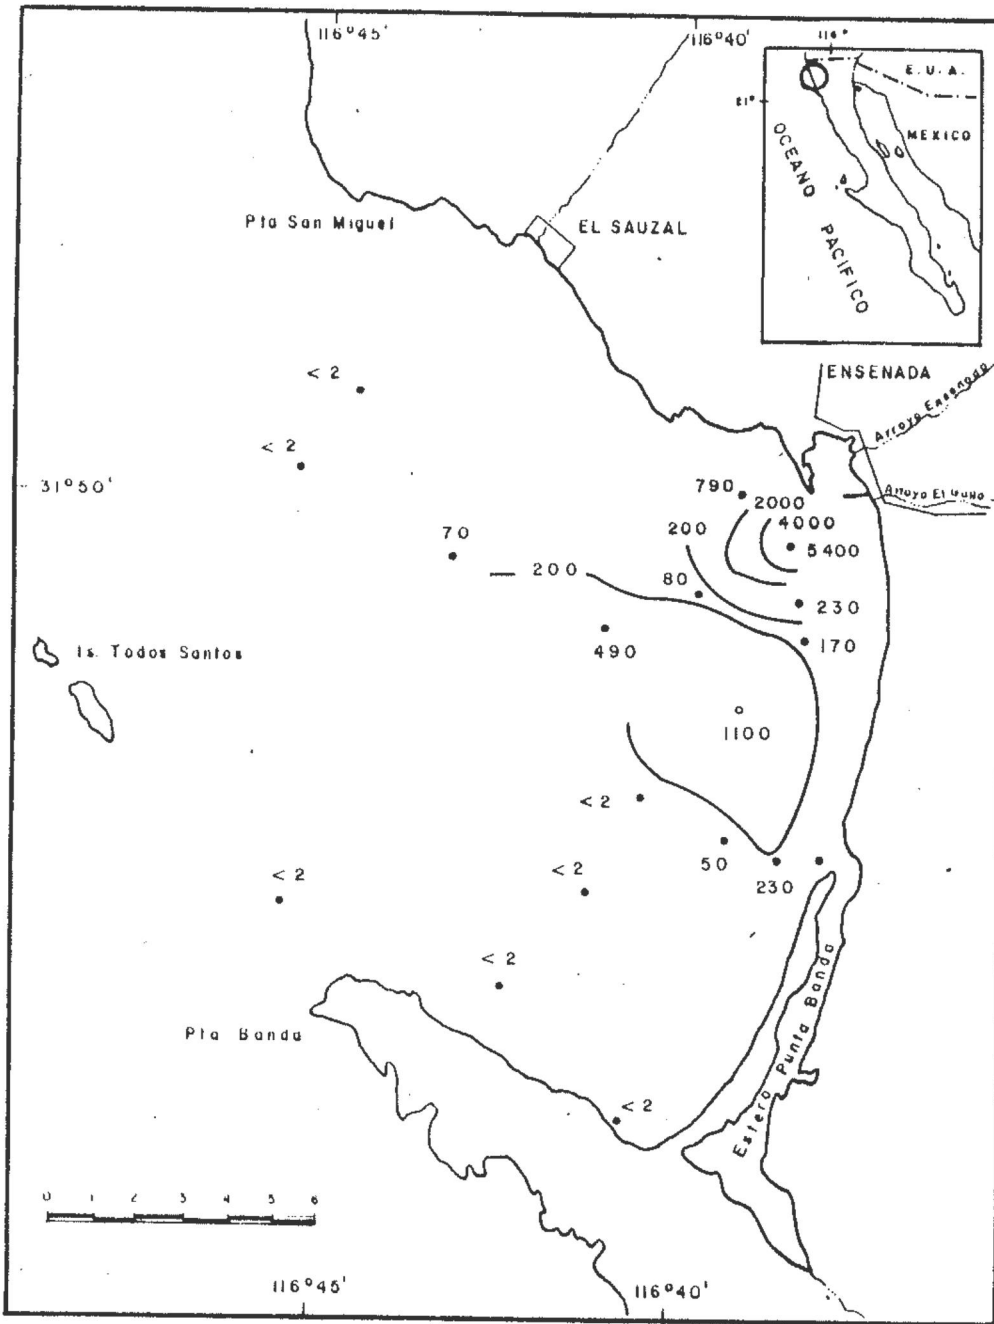 116°45'
116°40'
116°
E. U. A.
31°
MEXICO
OCEANO PACIFICO
Pta San Miguel
EL SAUZAL
< 2
ENSENADA
Arroyo Ensenada
< 2
31°50'
790
2000
Arroyo El Gallo
4000
200
70
5400
200
80
230
170
490
Is. Todos Santos
1100
< 2
50
< 2
230
< 2
< 2
Estero Punta Banda
Pta Banda
< 2
0 1 2 3 4 5 6
116°45'
116°40'